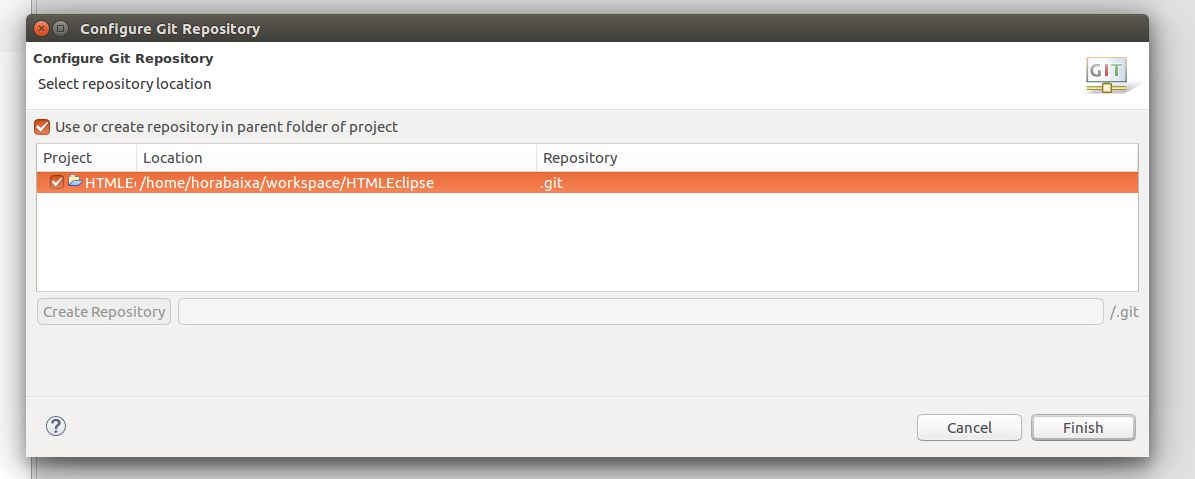 Configure Git Repository
Configure Git Repository
Select repository location
GIT
Use or create repository in parent folder of project
Project Location Repository
HTMLE /home/horabaixa/workspace/HTMLEclipse .git
Create Repository /.git
?
Cancel Finish